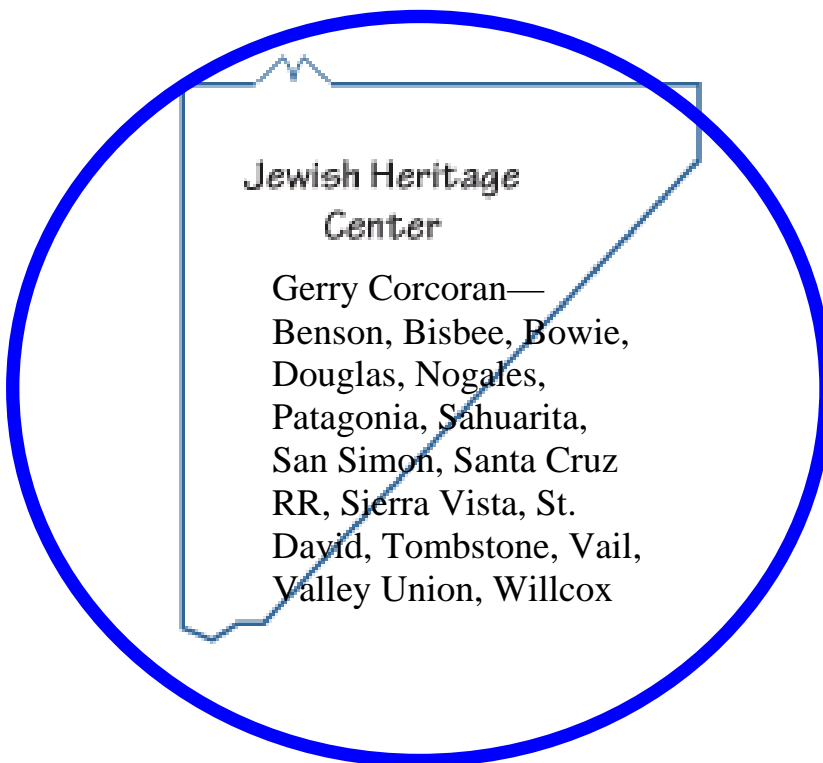 Jewish Heritage
Center
Gerry Corcoran—
Benson, Bisbee, Bowie,
Douglas, Nogales,
Patagonia, Sahuarita,
San Simon, Santa Cruz
RR, Sierra Vista, St.
David, Tombstone, Vail,
Valley Union, Willcox